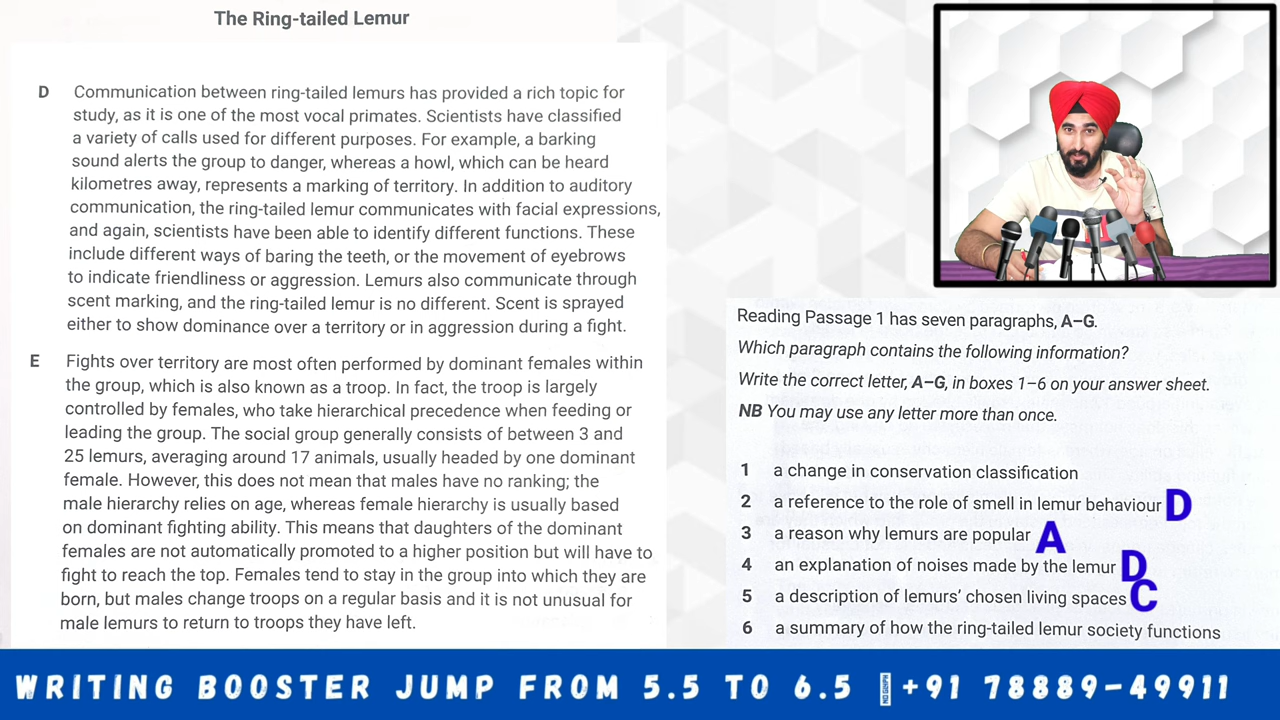 The Ring-tailed Lemur
D Communication between ring-tailed lemurs has provided a rich topic for
study, as it is one of the most vocal primates. Scientists have classified
a variety of calls used for different purposes. For example, a barking
sound alerts the group to danger, whereas a howl, which can be heard
kilometres away, represents a marking of territory. In addition to auditory
communication, the ring-tailed lemur communicates with facial expressions,
and again, scientists have been able to identify different functions. These
include different ways of baring the teeth, or the movement of eyebrows
to indicate friendliness or aggression. Lemurs also communicate through
scent marking, and the ring-tailed lemur is no different. Scent is sprayed
either to show dominance over a territory or in aggression during a fight.
E Fights over territory are most often performed by dominant females within
the group, which is also known as a troop. In fact, the troop is largely
controlled by females, who take hierarchical precedence when feeding or
leading the group. The social group generally consists of between 3 and
25 lemurs, averaging around 17 animals, usually headed by one dominant
female. However, this does not mean that males have no ranking; the
male hierarchy relies on age, whereas female hierarchy is usually based
on dominant fighting ability. This means that daughters of the dominant
females are not automatically promoted to a higher position but will have to
fight to reach the top. Females tend to stay in the group into which they are
born, but males change troops on a regular basis and it is not unusual for
male lemurs to return to troops they have left.
Reading Passage 1 has seven paragraphs, A–G.
Which paragraph contains the following information?
Write the correct letter, A–G, in boxes 1–6 on your answer sheet.
NB You may use any letter more than once.
1 a change in conservation classification
2 a reference to the role of smell in lemur behaviour D
3 a reason why lemurs are popular A
4 an explanation of noises made by the lemur D
5 a description of lemurs' chosen living spaces C
6 a summary of how the ring-tailed lemur society functions
WRITING BOOSTER JUMP FROM 5.5 TO 6.5 +91 78889-49911